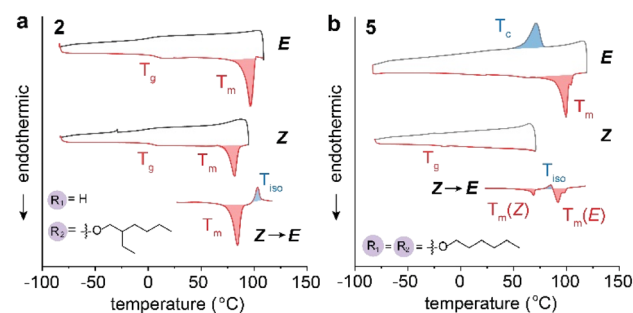 a
2
E
T_g
T_m
Z
T_g
T_m
R₁ = H
T_iso
R₂ =
O
T_m
Z → E
endothermic
-100 -50 0 50 100 150
temperature (°C)
b
5
T_c
E
T_m
Z
T_g
Z → E
T_iso
T_m(Z)
T_m(E)
R₁ = R₂ =
O
endothermic
-100 -50 0 50 100 150
temperature (°C)